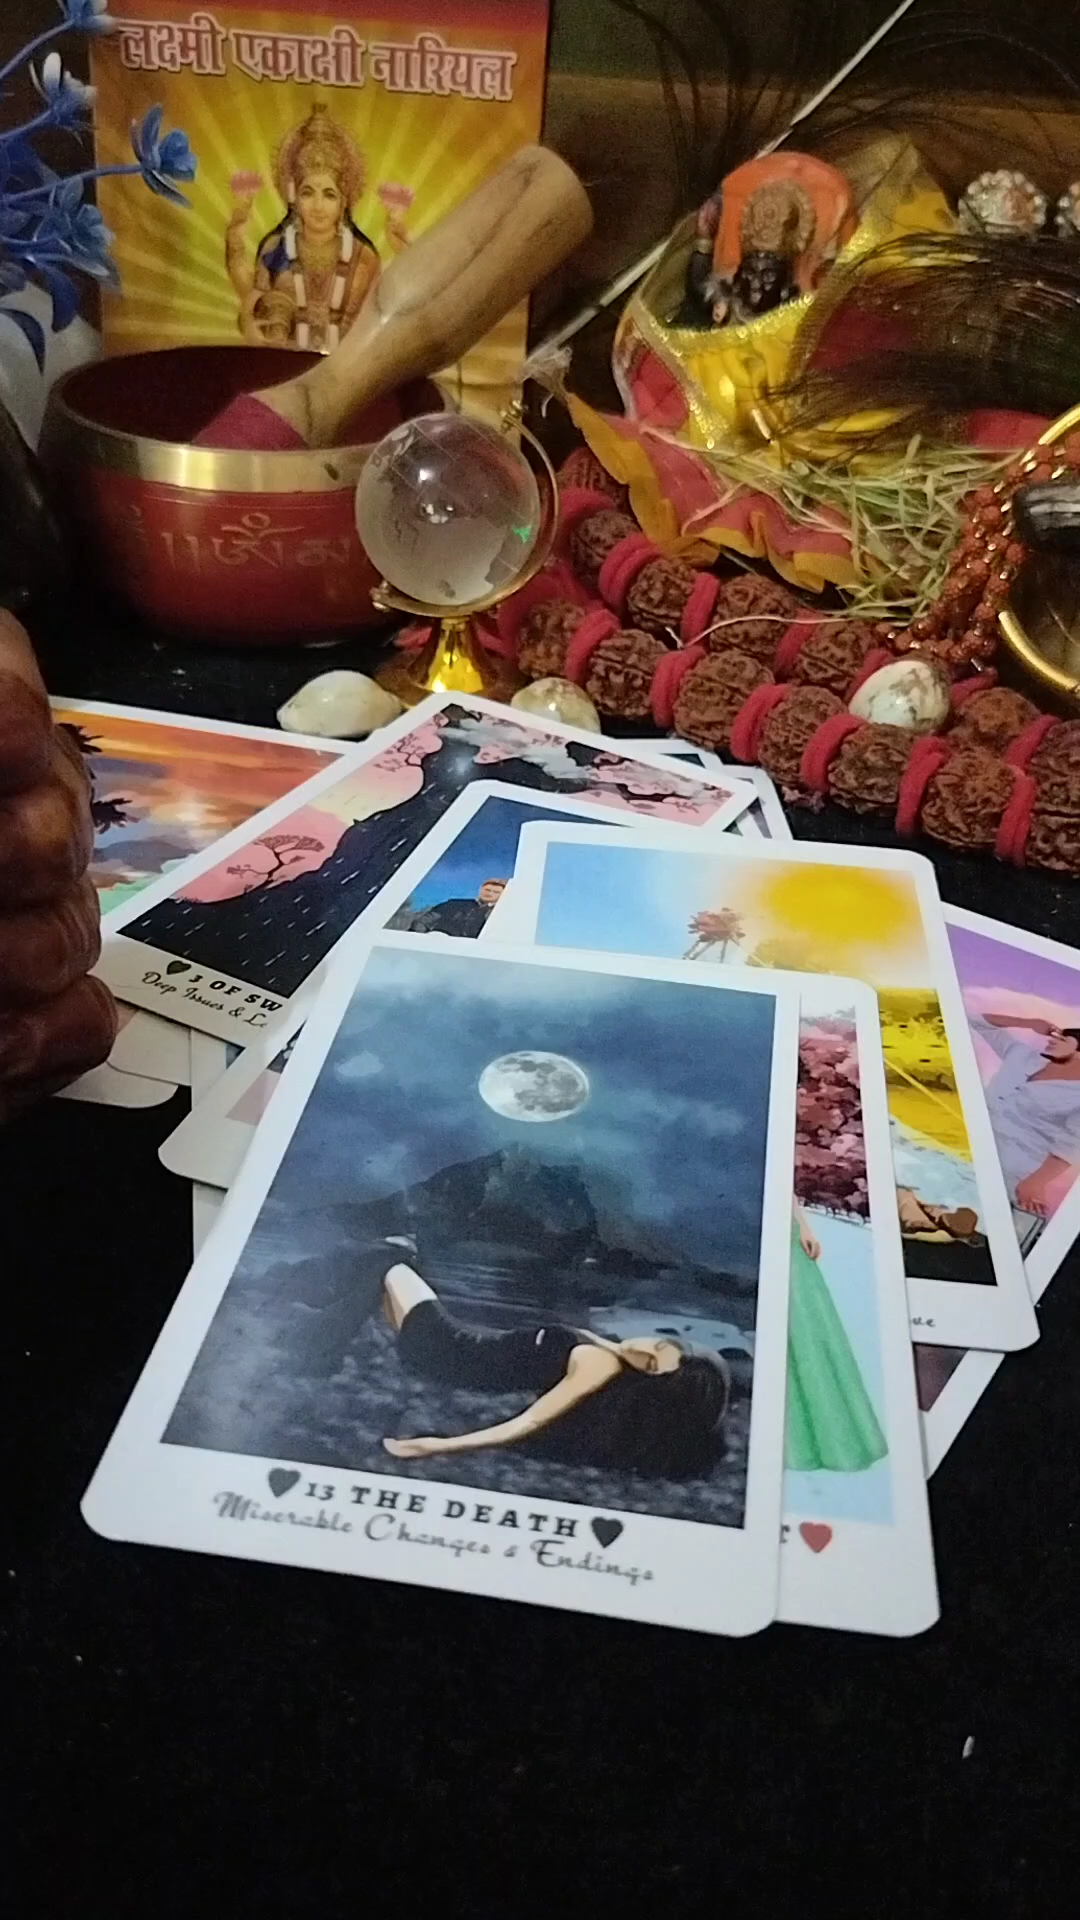 लक्ष्मी एकाक्षी नारियल
3 OF SW
Deep Issues & L
13 THE DEATH
Miserable Changes & Endings